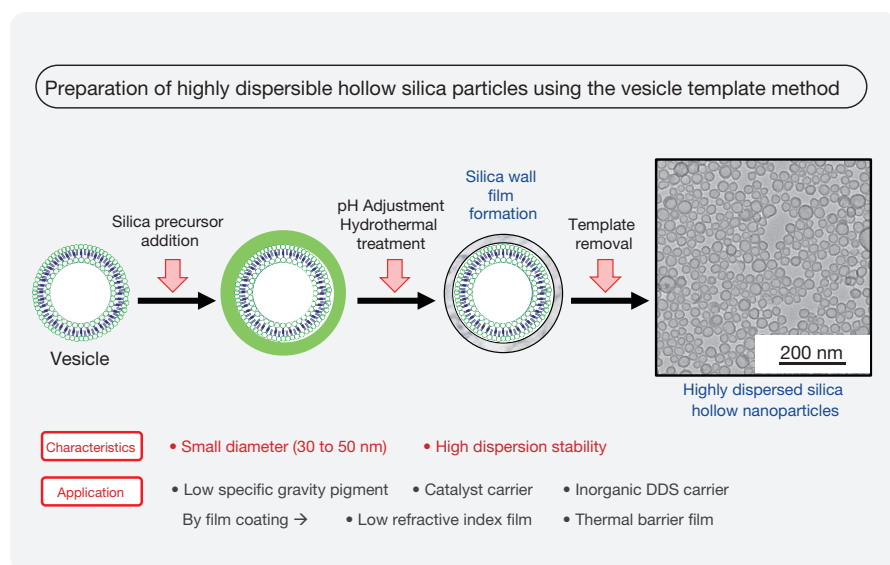 Preparation of highly dispersible hollow silica particles using the vesicle template method
Silica precursor
addition
pH Adjustment
Hydrothermal
treatment
Silica wall
film
formation
Template
removal
Vesicle
200 nm
Highly dispersed silica
hollow nanoparticles
Characteristics • Small diameter (30 to 50 nm) • High dispersion stability
Application • Low specific gravity pigment • Catalyst carrier • Inorganic DDS carrier
By film coating → • Low refractive index film • Thermal barrier film